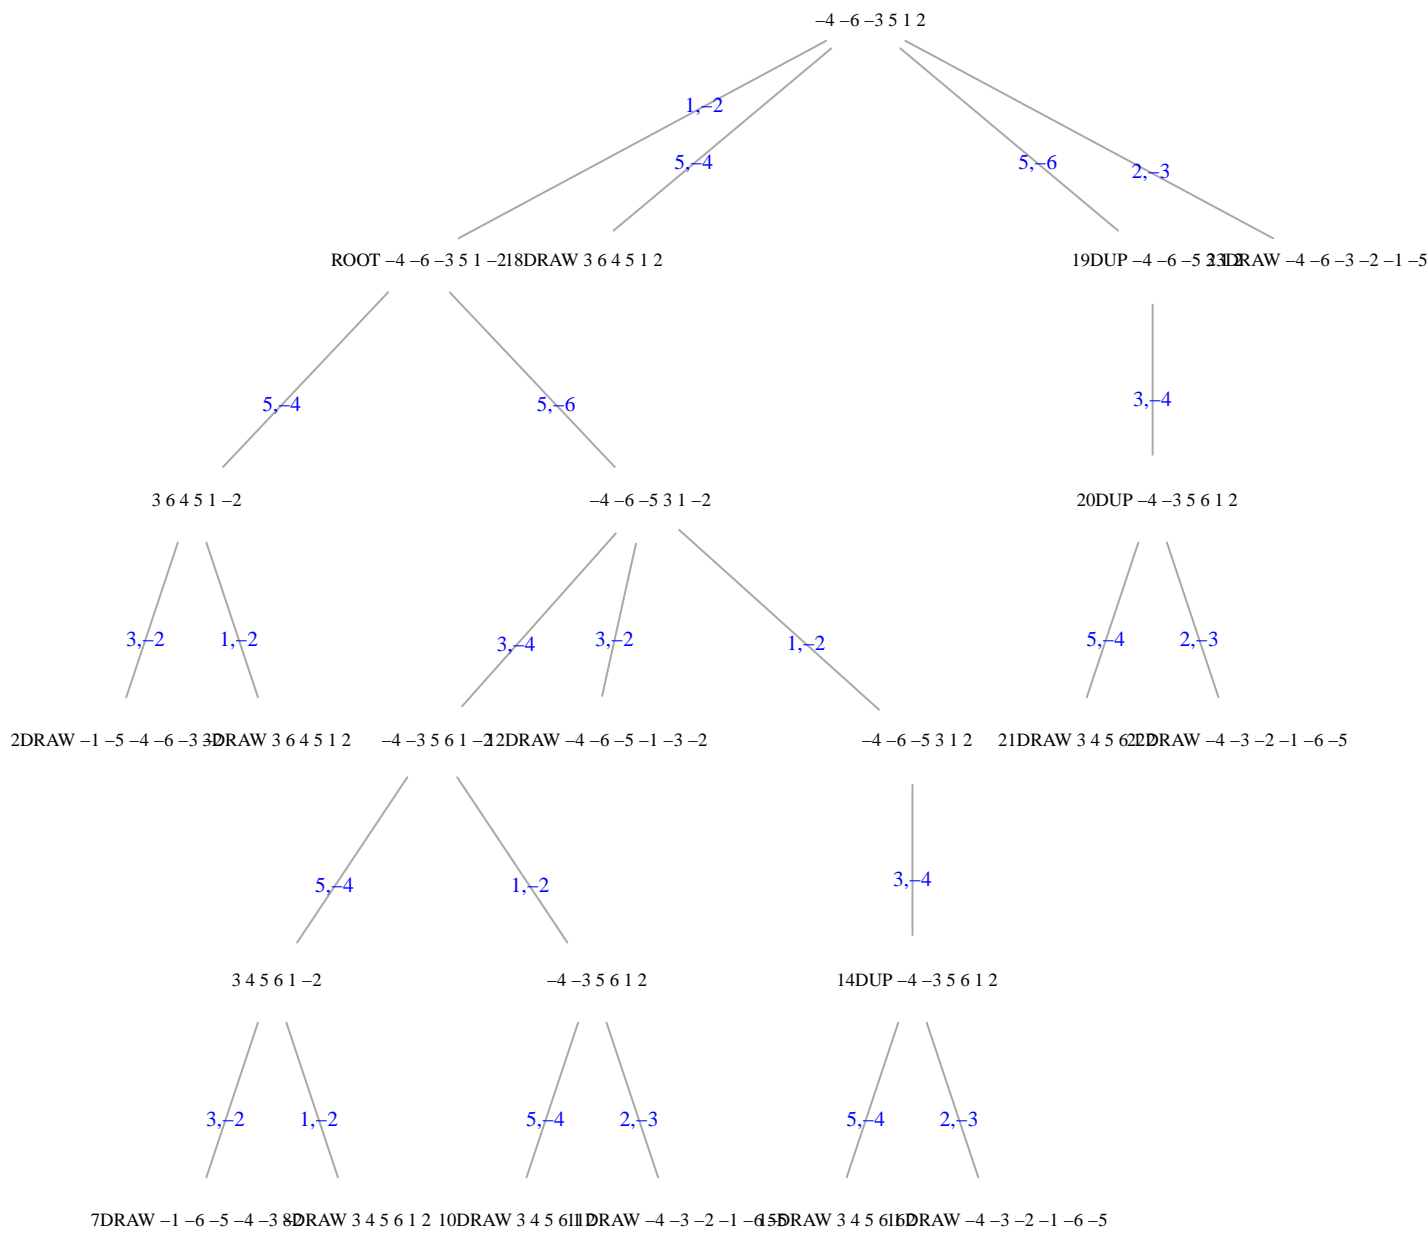 –4 –6 –3 5 1 2
1,–2
5,–4
5,–6
2,–3
ROOT –4 –6 –3 5 1 –2
18DRAW 3 6 4 5 1 2
19DUP –4 –6 –5 3 1 2
23DRAW –4 –6 –3 –2 –1 –5
5,–4
5,–6
3,–4
3 6 4 5 1 –2
–4 –6 –5 3 1 –2
20DUP –4 –3 5 6 1 2
3,–2
1,–2
3,–4
3,–2
1,–2
5,–4
2,–3
2DRAW –1 –5 –4 –6 –3 –2
3DRAW 3 6 4 5 1 2
–4 –3 5 6 1 –2
12DRAW –4 –6 –5 –1 –3 –2
–4 –6 –5 3 1 2
21DRAW 3 4 5 6 1 2
22DRAW –4 –3 –2 –1 –6 –5
5,–4
1,–2
3,–4
3 4 5 6 1 –2
–4 –3 5 6 1 2
14DUP –4 –3 5 6 1 2
3,–2
1,–2
5,–4
2,–3
5,–4
2,–3
7DRAW –1 –6 –5 –4 –3 –2
8DRAW 3 4 5 6 1 2
10DRAW 3 4 5 6 1 2
11DRAW –4 –3 –2 –1 –6 –5
15DRAW 3 4 5 6 1 2
16DRAW –4 –3 –2 –1 –6 –5